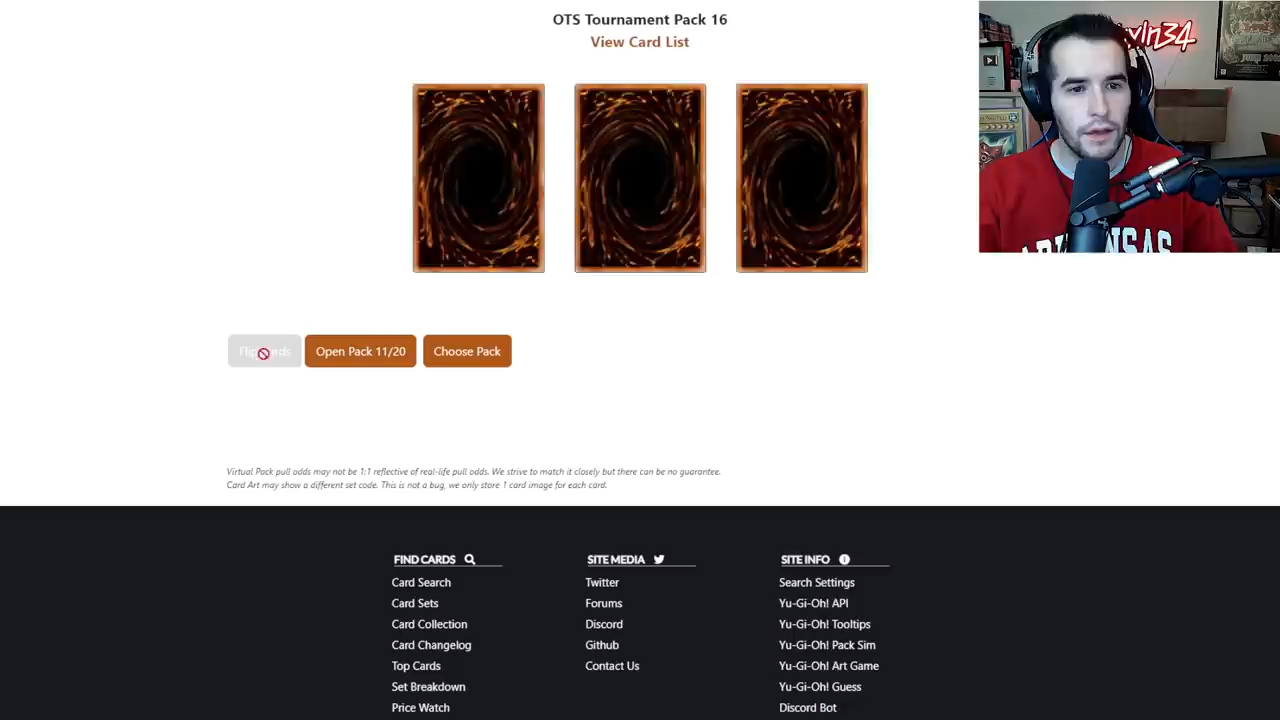 OTS Tournament Pack 16
View Card List
Open Pack 11/20
Choose Pack
Virtual Pack pull odds may not be 1:1 reflective of real-life pull odds. We strive to match it closely but there can be no guarantee.
Card Art may show a different set code. This is not a bug, we only store 1 card image for each card.
FIND CARDS
Card Search
Card Sets
Card Collection
Card Changelog
Top Cards
Set Breakdown
Price Watch
SITE MEDIA
Twitter
Forums
Discord
Github
Contact Us
SITE INFO
Search Settings
Yu-Gi-Oh! API
Yu-Gi-Oh! Tooltips
Yu-Gi-Oh! Pack Sim
Yu-Gi-Oh! Art Game
Yu-Gi-Oh! Guess
Discord Bot